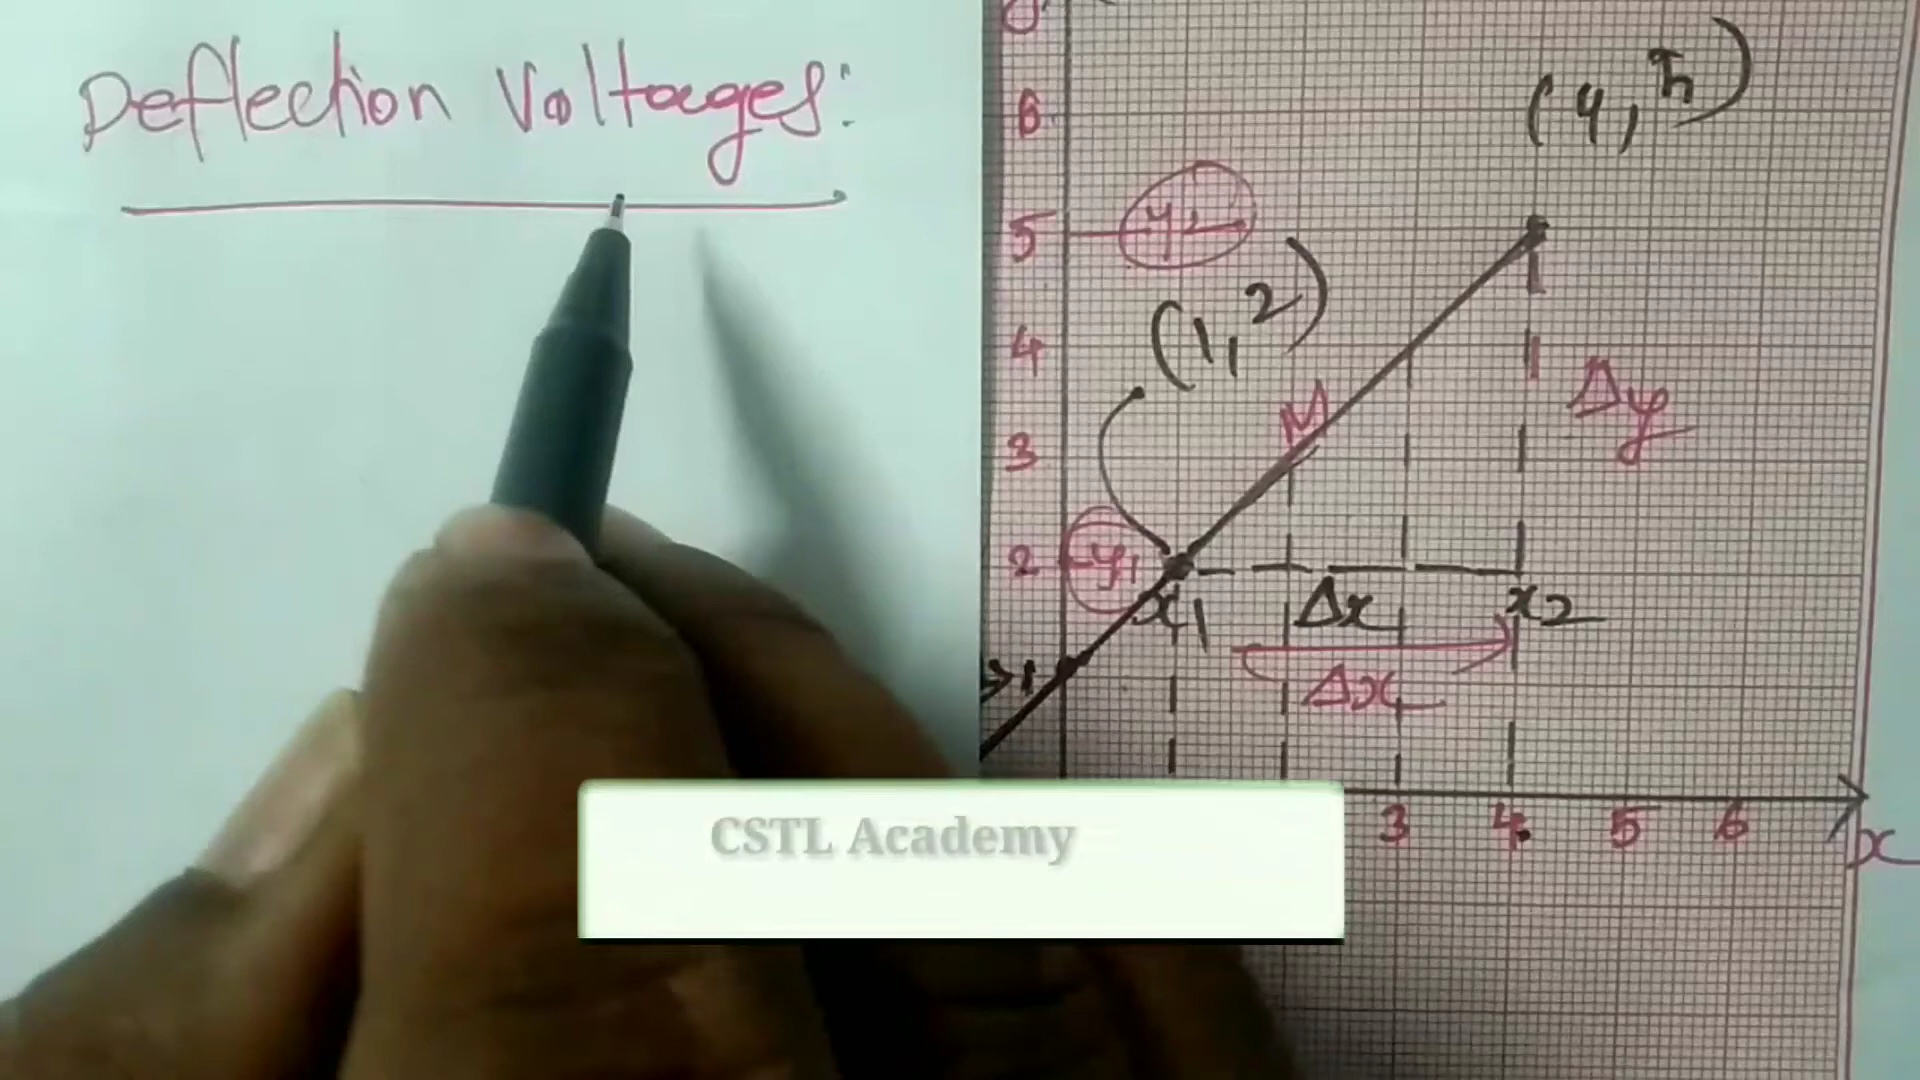 Deflection Voltages:
y
6
(4, 5)
5
y2
(1, 2)
4
Δy
M
3
2
y1
x1
Δx
x2
1
Δx
CSTL Academy
3 4 5 6
x